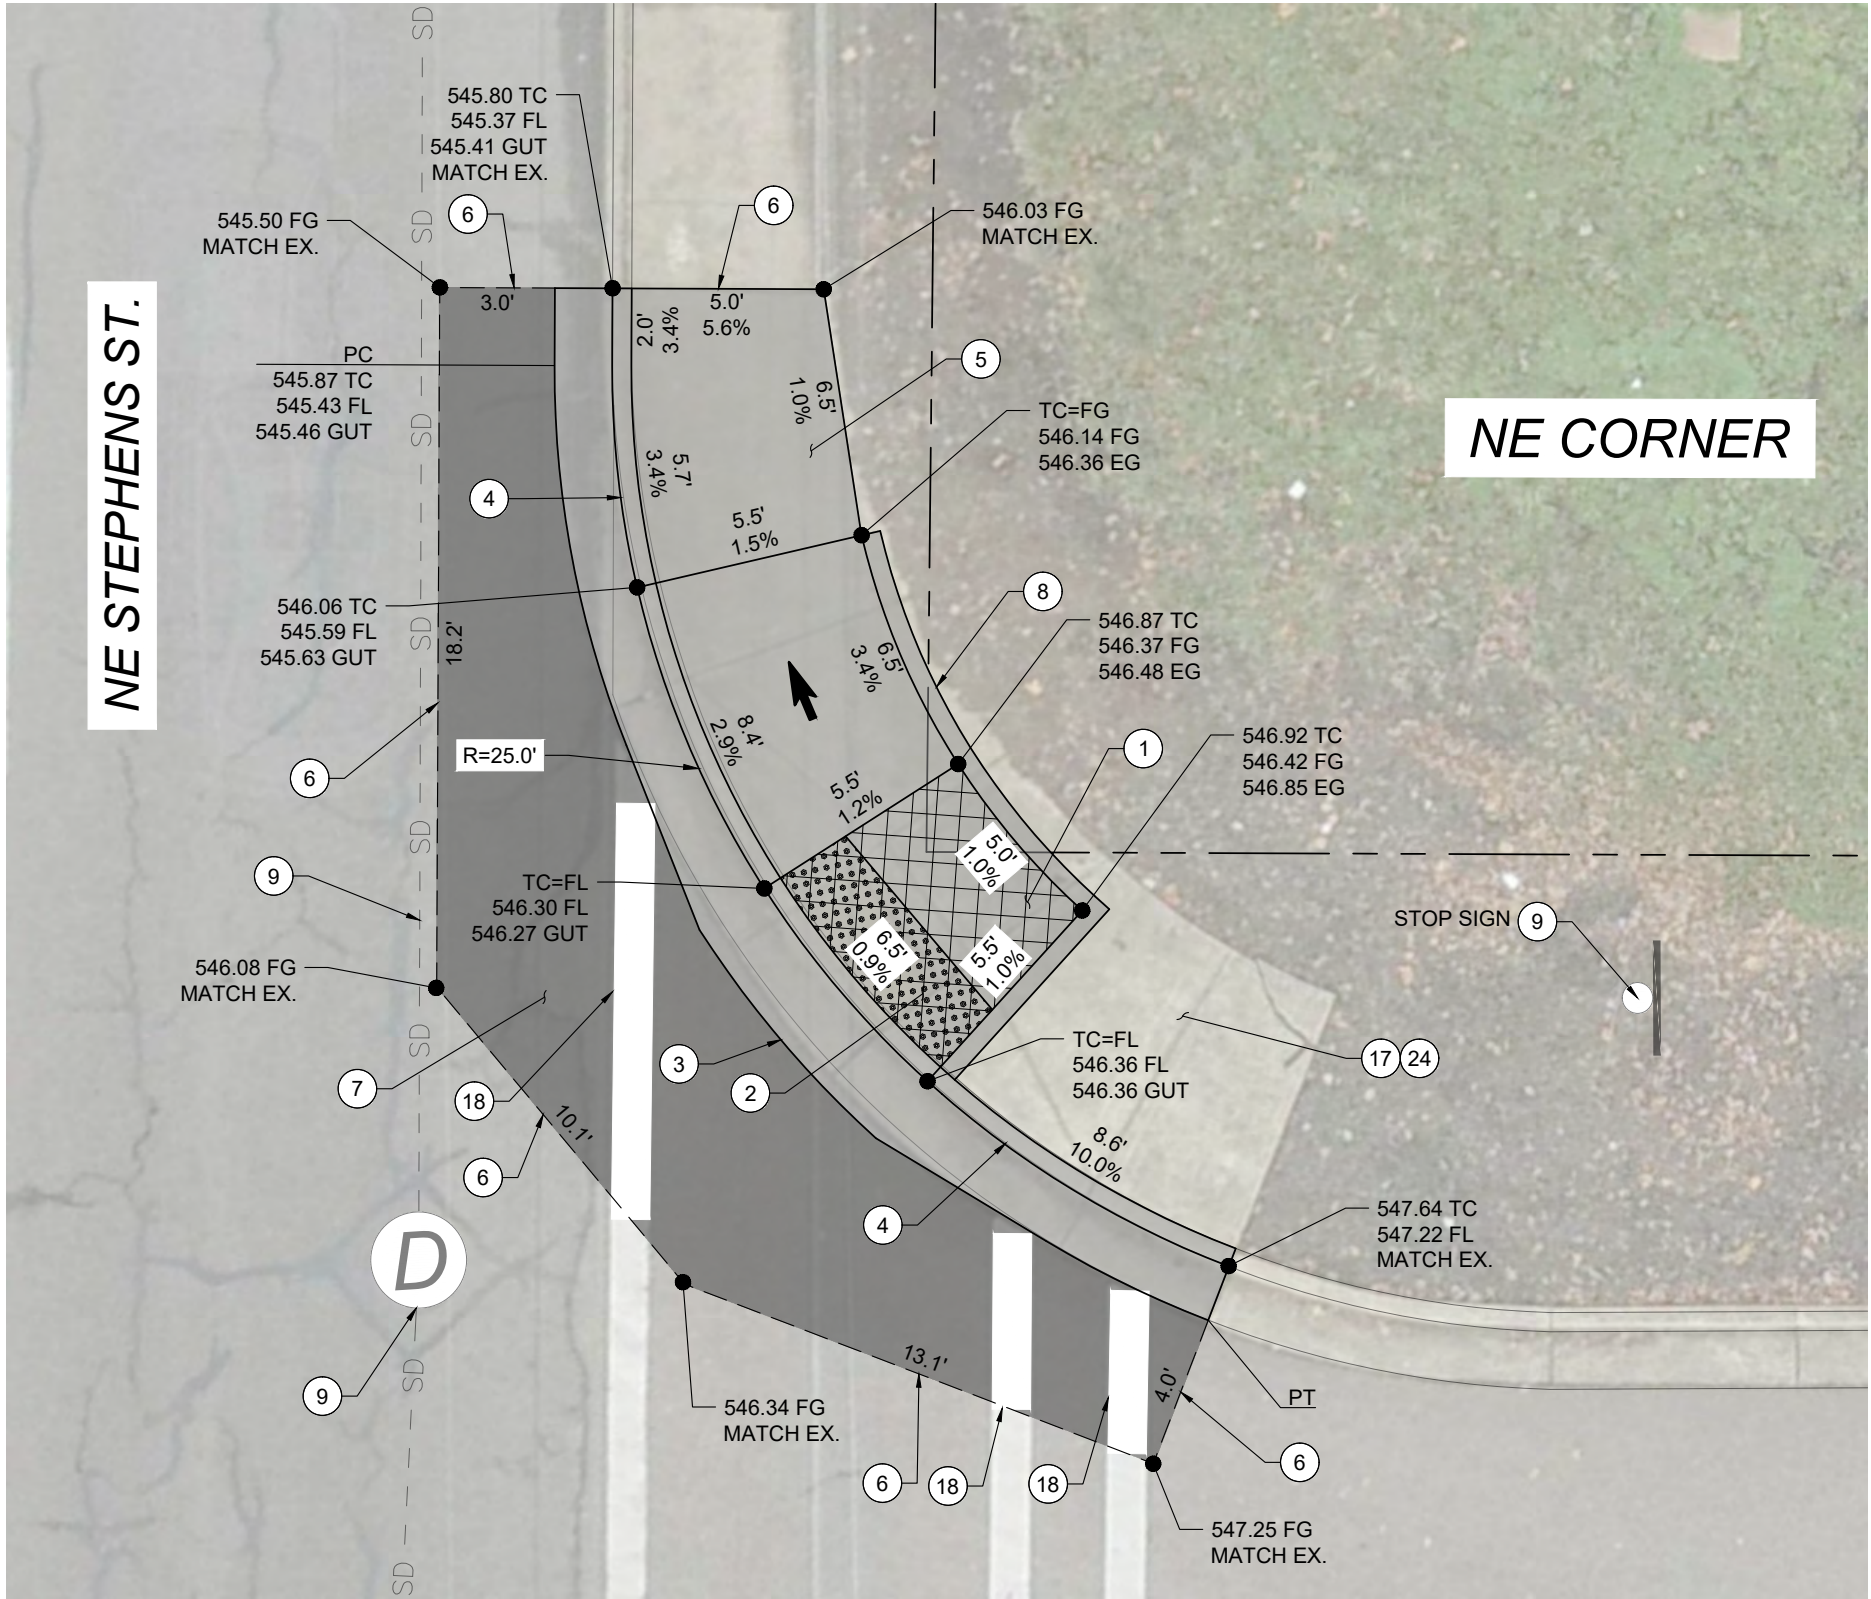 SD
545.80 TC
545.37 FL
545.41 GUT
MATCH EX.
6
6
545.50 FG
MATCH EX.
SD
546.03 FG
MATCH EX.
3.0'
2.0'
3.4%
5.0'
5.6%
NE STEPHENS ST.
PC
545.87 TC
545.43 FL
545.46 GUT
SD
5
6.5'
1.0%
TC=FG
546.14 FG
546.36 EG
NE CORNER
4
5.7'
3.4%
5.5'
1.5%
546.06 TC
545.59 FL
545.63 GUT
SD
18.2'
8
6.5'
3.4%
546.87 TC
546.37 FG
546.48 EG
8.4'
2.9%
R=25.0'
6
1
546.92 TC
546.42 FG
546.85 EG
5.5'
1.2%
SD
5.0'
1.0%
9
TC=FL
546.30 FL
546.27 GUT
6.5'
0.9%
5.5'
1.0%
STOP SIGN
9
546.08 FG
MATCH EX.
SD
7
18
3
2
TC=FL
546.36 FL
546.36 GUT
17
24
10.1'
6
8.6'
10.0%
4
547.64 TC
547.22 FL
MATCH EX.
D
9
SD
13.1'
4.0'
546.34 FG
MATCH EX.
PT
6
18
18
6
547.25 FG
MATCH EX.
SD